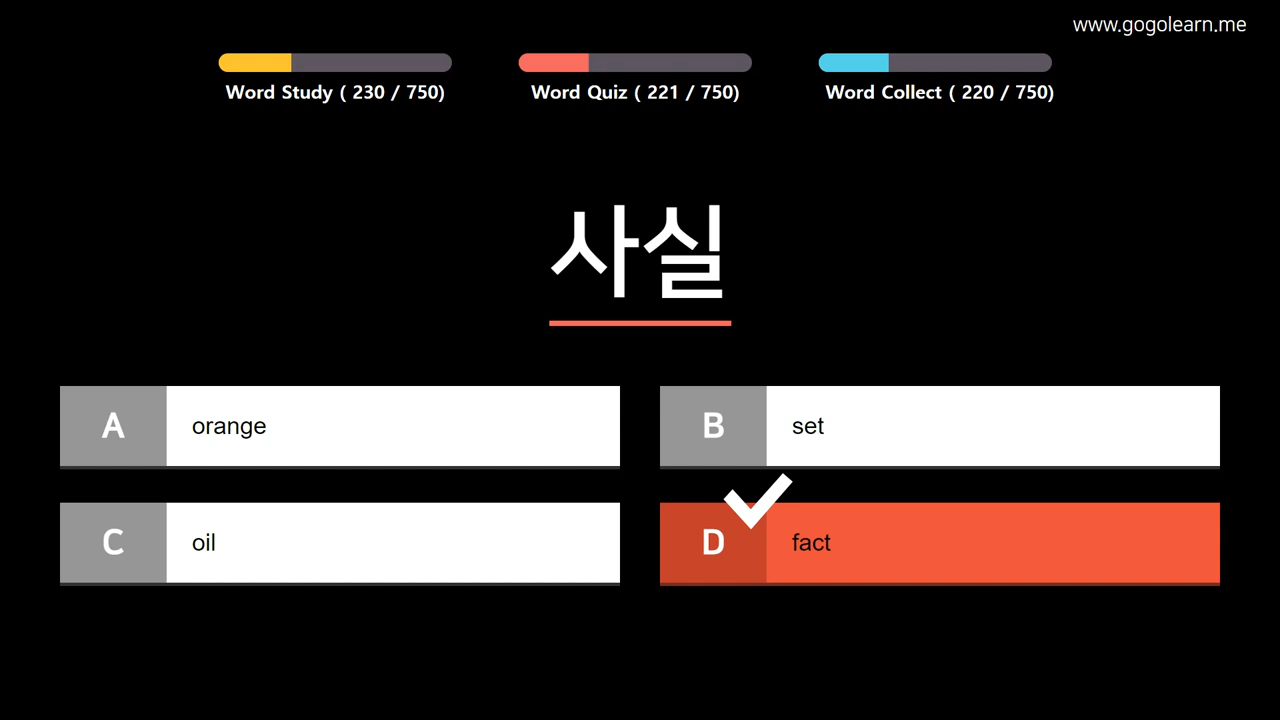 www.gogolearn.me
Word Study ( 230 / 750)
Word Quiz ( 221 / 750)
Word Collect ( 220 / 750)
사실
A orange
B set
C oil
D fact